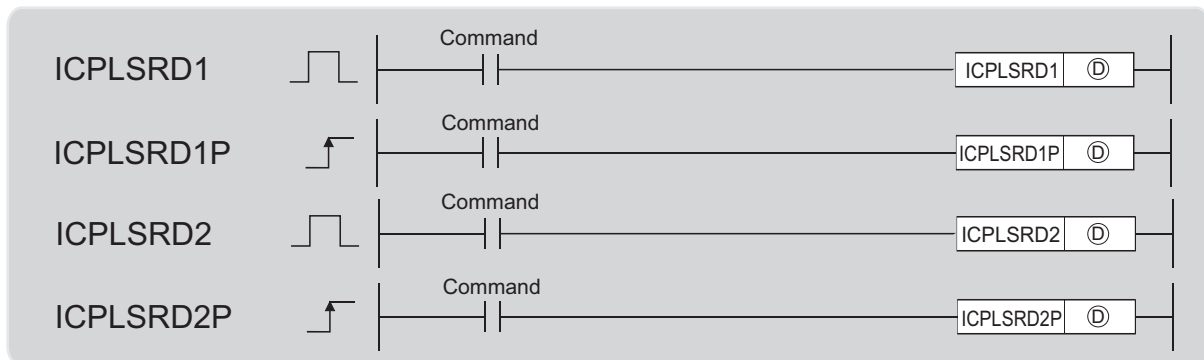 Command
ICPLSRD1 ICPLSRD1 Ⓓ
Command
ICPLSRD1P ICPLSRD1P Ⓓ
Command
ICPLSRD2 ICPLSRD2 Ⓓ
Command
ICPLSRD2P ICPLSRD2P Ⓓ